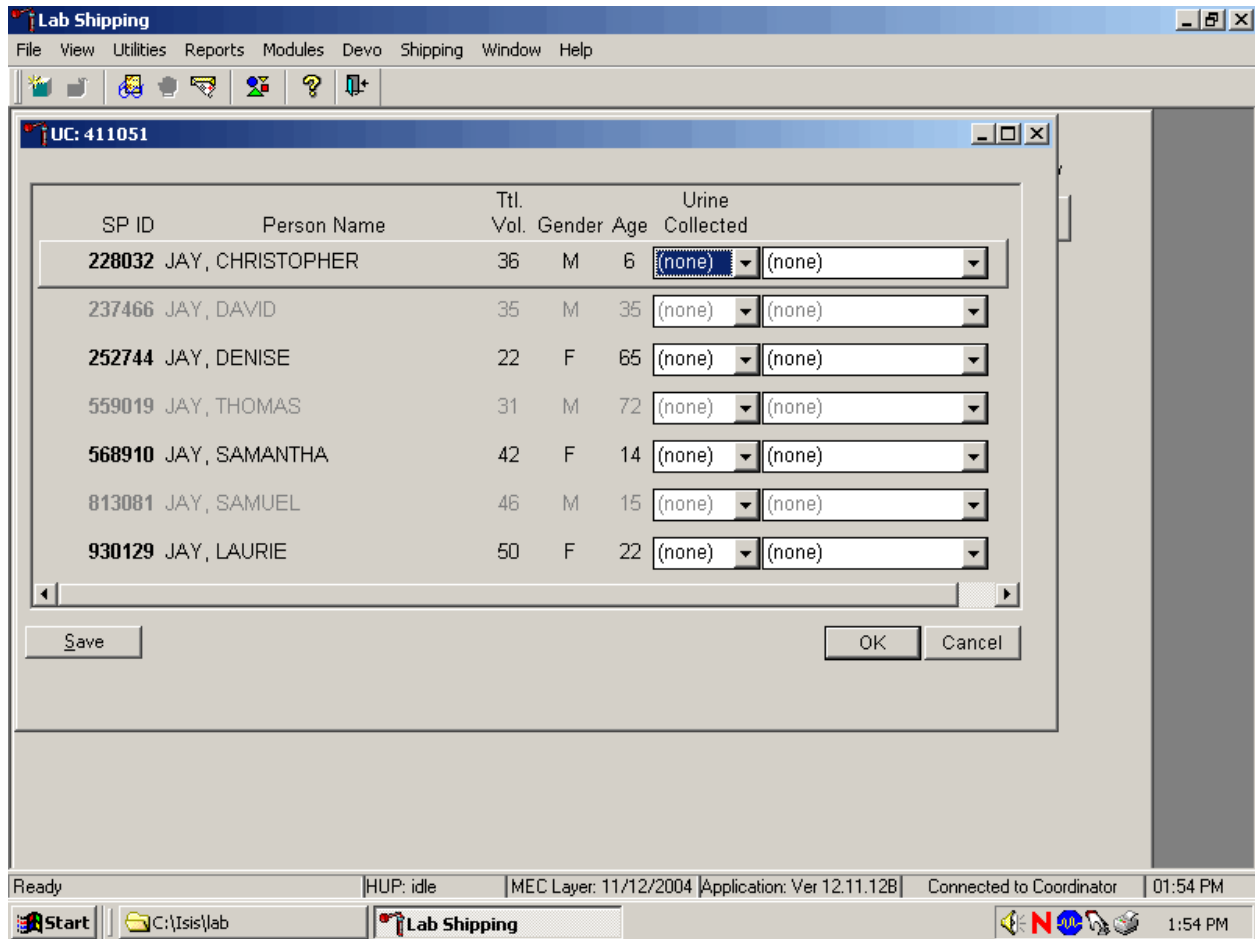 Lab Shipping
File View Utilities Reports Modules Devo Shipping Window Help
UC: 411051
Ttl. Urine
SP ID Person Name Vol. Gender Age Collected
228032 JAY, CHRISTOPHER 36 M 6 (none) (none)
237466 JAY, DAVID 35 M 35 (none) (none)
252744 JAY, DENISE 22 F 65 (none) (none)
559019 JAY, THOMAS 31 M 72 (none) (none)
568910 JAY, SAMANTHA 42 F 14 (none) (none)
813081 JAY, SAMUEL 46 M 15 (none) (none)
930129 JAY, LAURIE 50 F 22 (none) (none)
Save OK Cancel
Ready HUP: idle MEC Layer: 11/12/2004 Application: Ver 12.11.12B Connected to Coordinator 01:54 PM
Start C:\Isis\lab Lab Shipping N 1:54 PM